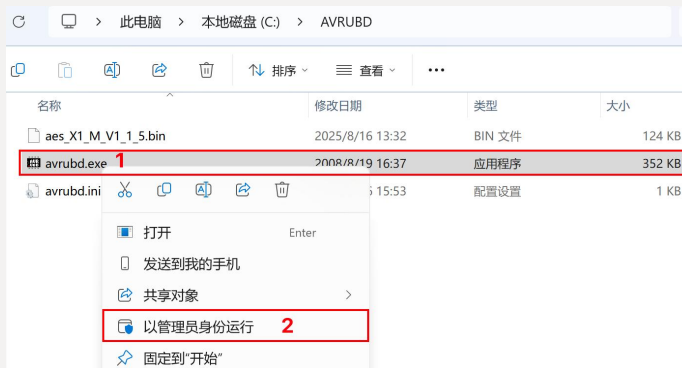 此电脑 > 本地磁盘 (C:) > AVRUBD
排序 查看
名称 修改日期 类型 大小
aes_X1_M_V1_1_5.bin 2025/8/16 13:32 BIN 文件 124 KB
avrubd.exe 1 2008/8/19 16:37 应用程序 352 KB
avrubd.ini 15:53 配置设置 1 KB
打开 Enter
发送到我的手机
共享对象
以管理员身份运行 2
固定到"开始"